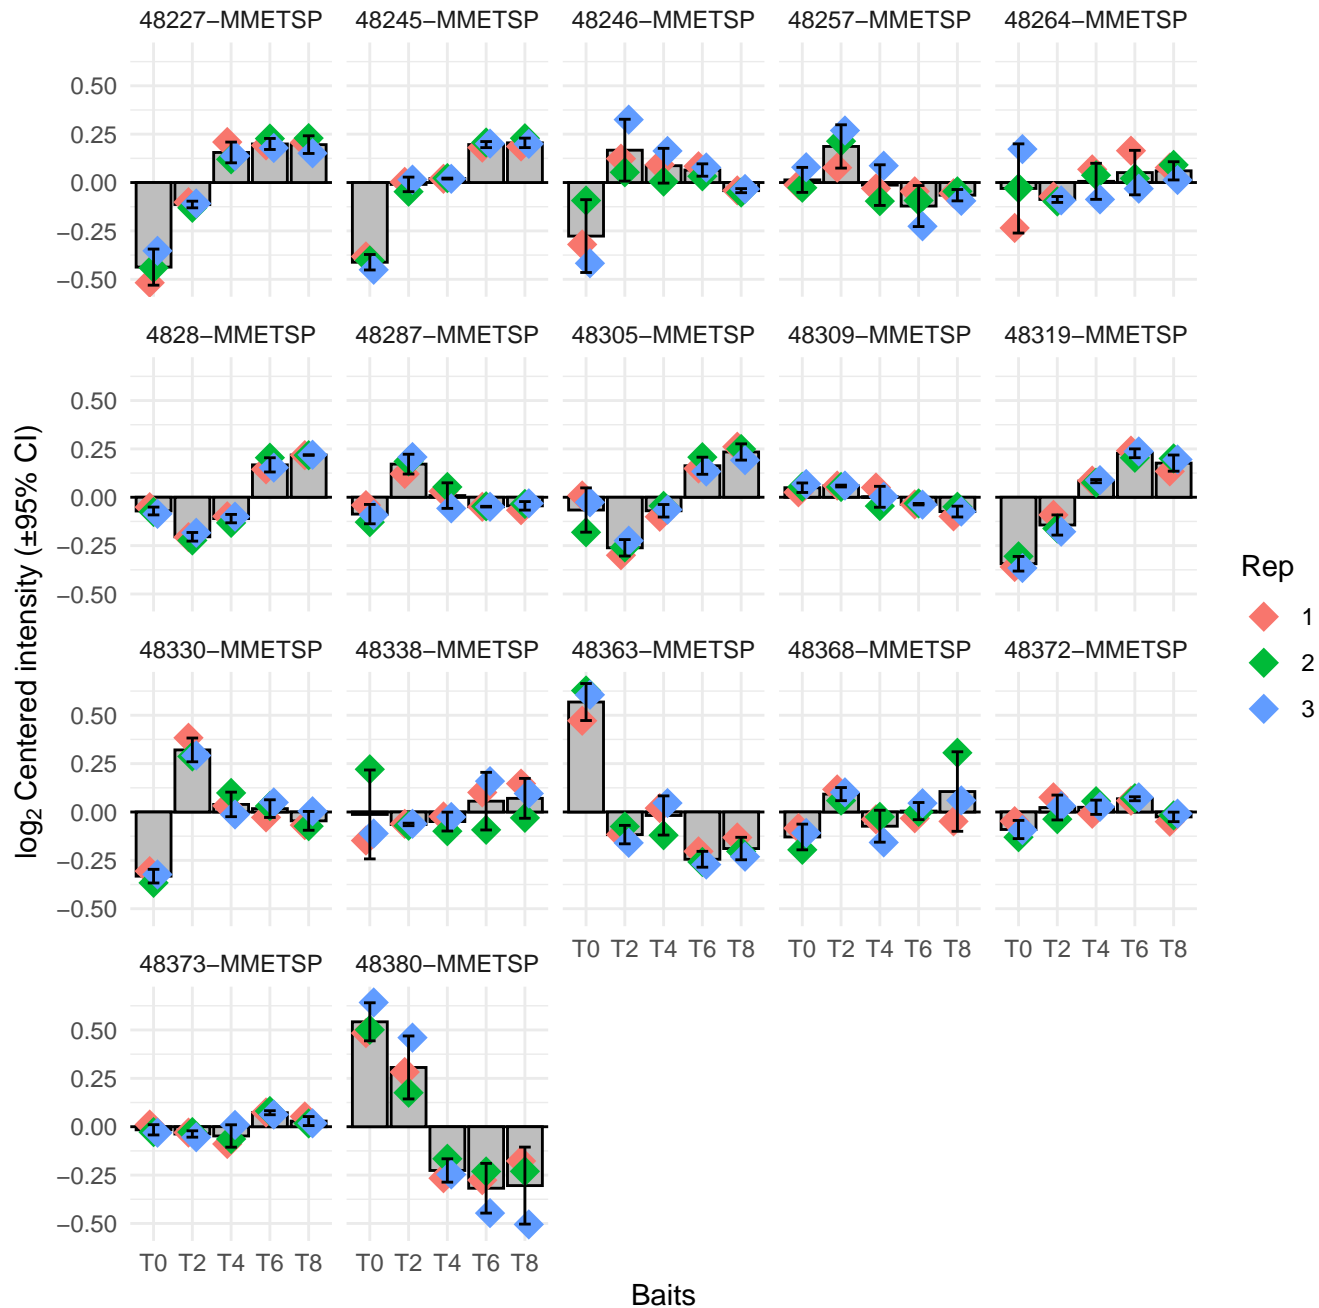 48227−MMETSP 48245−MMETSP 48246−MMETSP 48257−MMETSP 48264−MMETSP
0.50
0.25
0.00
−0.25
−0.50
4828−MMETSP 48287−MMETSP 48305−MMETSP 48309−MMETSP 48319−MMETSP
0.50
0.25
0.00
−0.25
−0.50
48330−MMETSP 48338−MMETSP 48363−MMETSP 48368−MMETSP 48372−MMETSP
0.50
0.25
0.00
−0.25
−0.50
T0 T2 T4 T6 T8 T0 T2 T4 T6 T8 T0 T2 T4 T6 T8
48373−MMETSP 48380−MMETSP
0.50
0.25
0.00
−0.25
−0.50
T0 T2 T4 T6 T8 T0 T2 T4 T6 T8
Baits
log₂ Centered intensity (±95% CI)
Rep
1
2
3